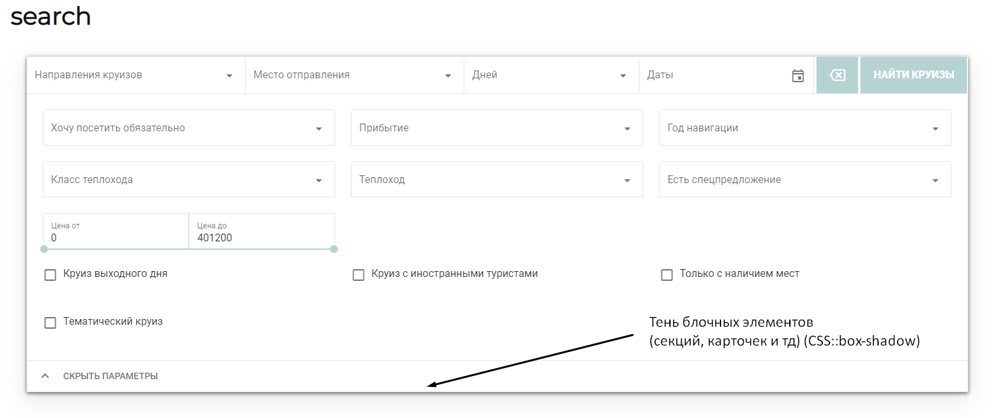 search
Направления круизов
Место отправления
Дней
Даты
НАЙТИ КРУИЗЫ
Хочу посетить обязательно
Прибытие
Год навигации
Класс теплохода
Теплоход
Есть спецпредложение
Цена от
Цена до
0
401200
Круиз выходного дня
Круиз с иностранными туристами
Только с наличием мест
Тематический круиз
Тень блочных элементов
(секций, карточек и тд) (CSS::box-shadow)
СКРЫТЬ ПАРАМЕТРЫ